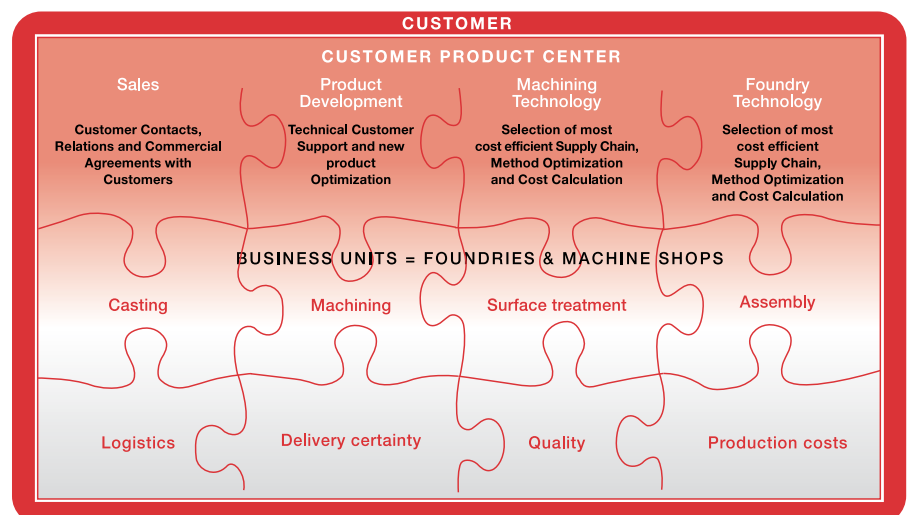 CUSTOMER
CUSTOMER PRODUCT CENTER
Sales
Customer Contacts,
Relations and Commercial
Agreements with
Customers
Product
Development
Technical Customer
Support and new
product
Optimization
Machining
Technology
Selection of most
cost efficient Supply Chain,
Method Optimization
and Cost Calculation
Foundry
Technology
Selection of most
cost efficient
Supply Chain,
Method Optimization
and Cost Calculation
BUSINESS UNITS = FOUNDRIES & MACHINE SHOPS
Casting
Machining
Surface treatment
Assembly
Logistics
Delivery certainty
Quality
Production costs